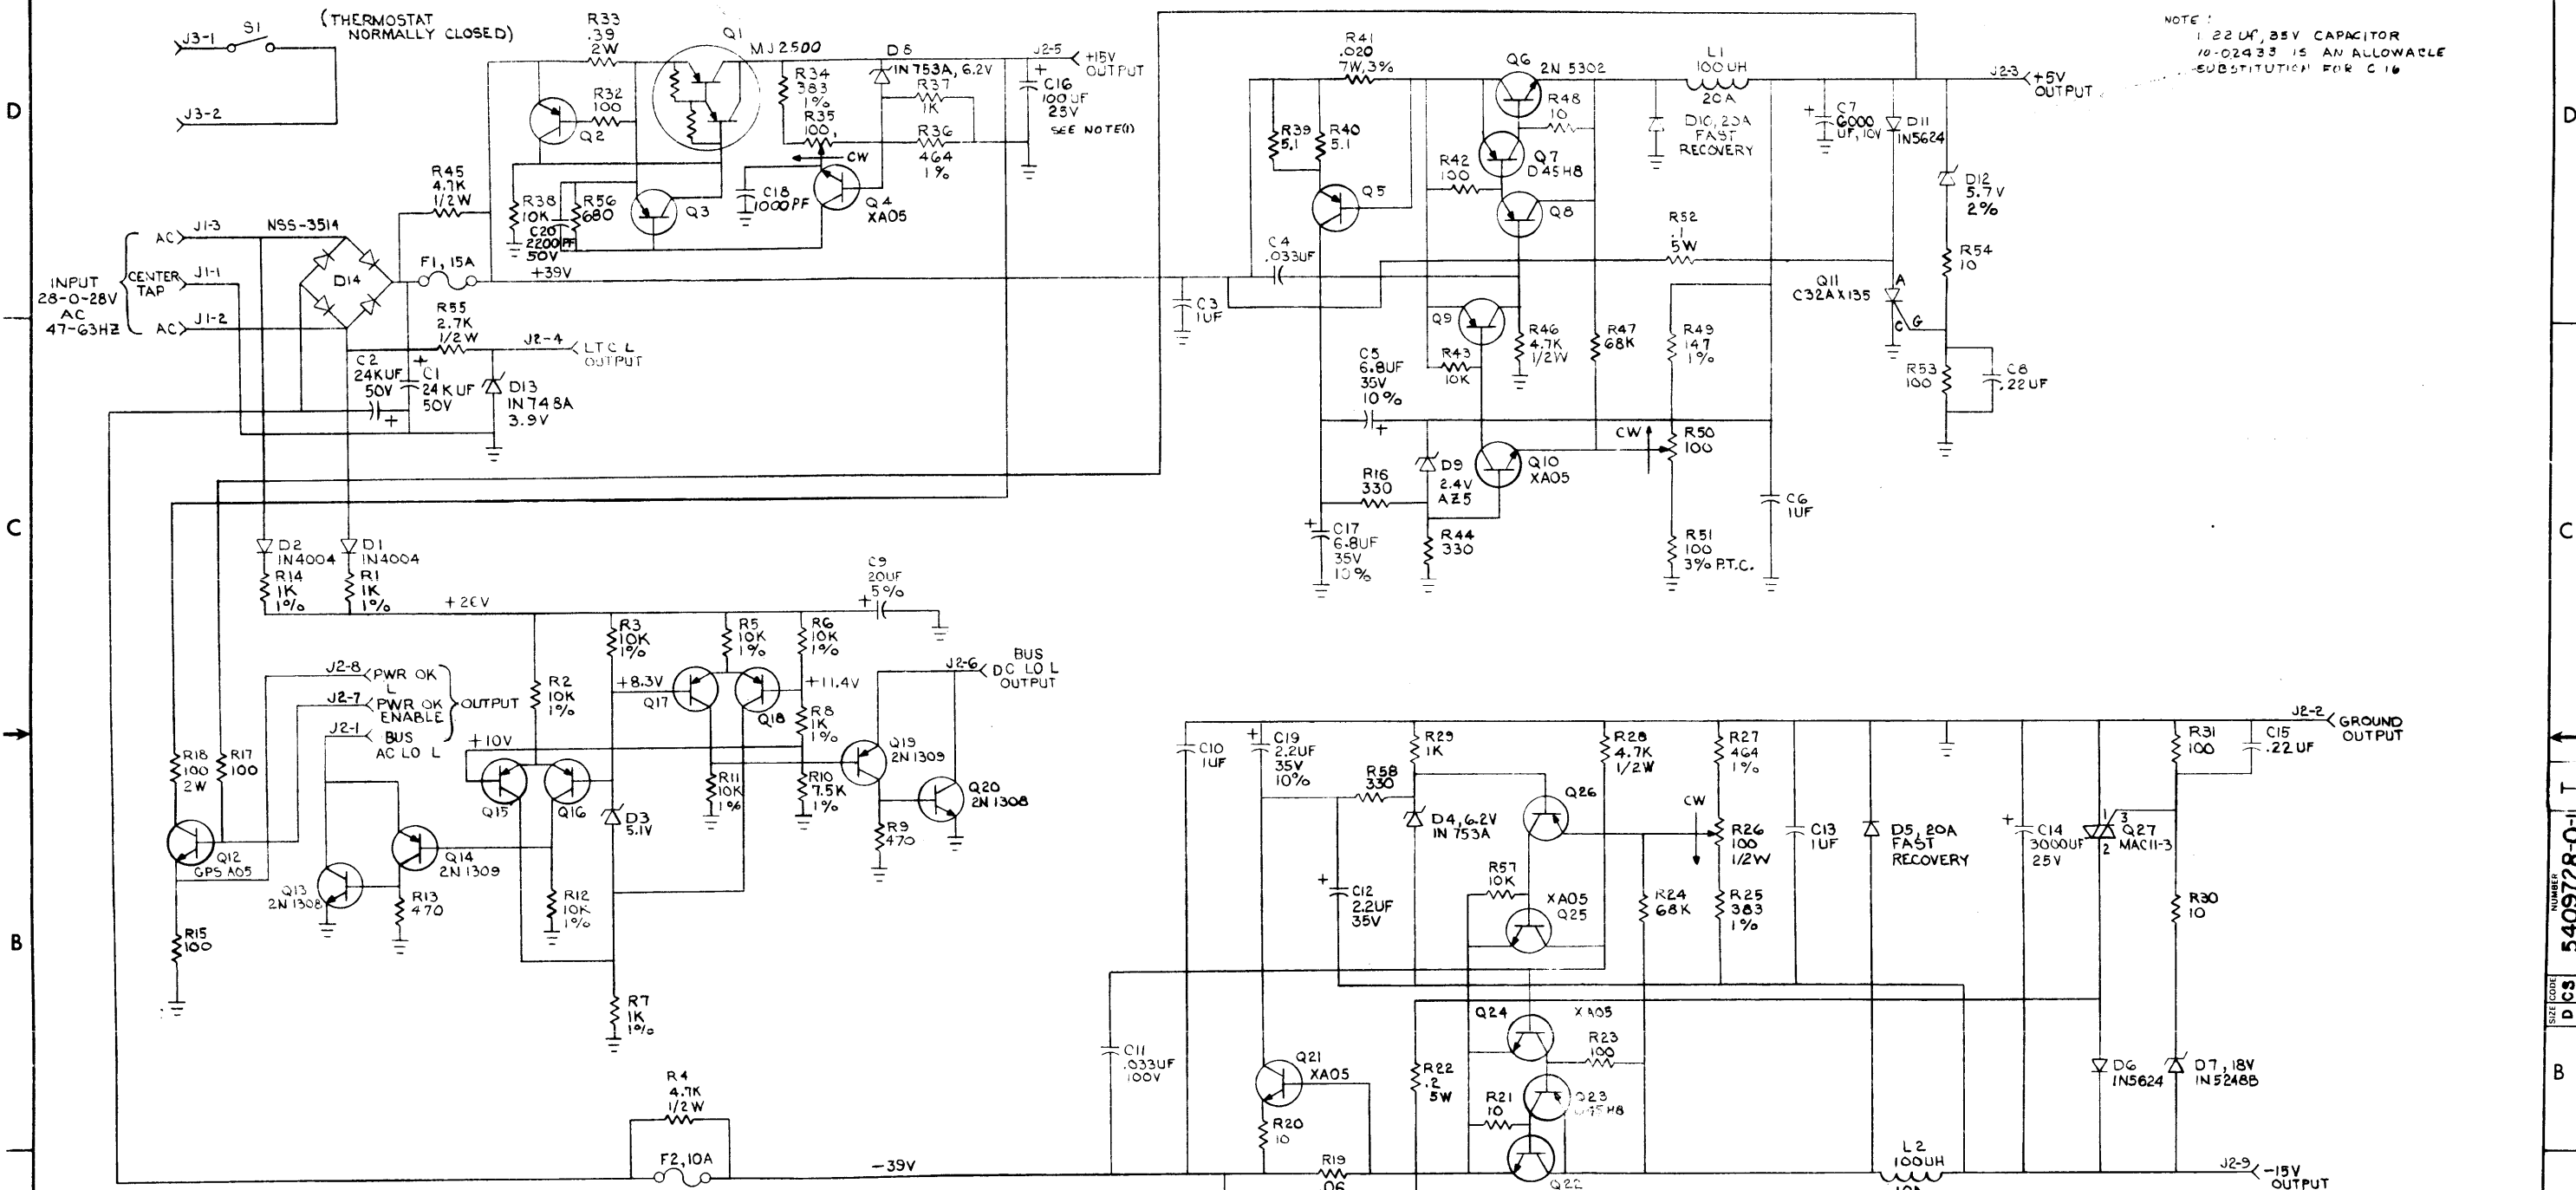 (THERMOSTAT
NORMALLY CLOSED)
J3-1
S1
J3-2
R33
.39
2W
Q1
MJ2500
D8
IN753A, 6.2V
J2-5
+15V
OUTPUT
R32
100
Q2
R34
383
1%
R35
100,
CW
R37
1K
R36
464
1%
+
C16
100UF
25V
SEE NOTE(1)
R45
4.7K
1/2W
R38
10K
C20
2200PF
50V
R56
680
Q3
C18
1000PF
Q4
XA05
INPUT
28-0-28V
AC
47-63HZ
AC
J1-3
NSS-3514
CENTER
TAP
J1-1
AC
J1-2
D14
F1, 15A
+39V
R55
2.7K
1/2W
J2-4
LTC L
OUTPUT
C2
24KUF
50V
+
+
C1
24KUF
50V
D13
IN748A
3.9V
R41
.020
7W,3%
Q6
2N 5302
L1
100UH
20A
J2-3
+5V
OUTPUT
NOTE:
1 22UF, 35V CAPACITOR
10-02433 IS AN ALLOWABLE
SUBSTITUTION FOR C16
R39
5.1
R40
5.1
R48
10
Q7
D45H8
R42
100
Q8
Q5
D10, 20A
FAST
RECOVERY
+
C7
6000
UF, 10V
D11
IN5624
D12
5.7V
2%
C4
.033UF
R52
.1
5W
R54
10
C3
1UF
Q11
C32AX135
A
C
G
Q9
R43
10K
R46
4.7K
1/2W
R47
68K
R49
147
1%
R53
100
C8
.22UF
C5
6.8UF
35V
10%
+
CW
R50
100
R16
330
D9
2.4V
AZ5
Q10
XA05
+
C17
6.8UF
35V
10%
R44
330
R51
100
3% P.T.C.
C6
1UF
D2
IN4004
D1
IN4004
R14
1K
1%
R1
1K
1%
C9
20UF
5%
+
R3
10K
1%
R5
10K
1%
R6
10K
1%
J2-8
PWR OK
L
J2-7
PWR OK
ENABLE
OUTPUT
J2-1
BUS
AC LO L
R2
10K
1%
+8.3V
Q17
Q18
+11.4V
J2-6
BUS
DC LO L
OUTPUT
R8
1K
1%
+10V
R18
100
2W
R17
100
Q15
Q16
D3
5.1V
R11
10K
1%
R10
7.5K
1%
Q19
2N1309
Q20
2N1308
R9
470
Q12
GPS A05
Q14
2N1309
Q13
2N1308
R13
470
R12
10K
1%
R15
100
R7
1K
1%
R4
4.7K
1/2W
F2, 10A
-39V
C10
1UF
+
C19
2.2UF
35V
10%
R29
1K
R58
330
D4, 6.2V
IN753A
Q26
R28
4.7K
1/2W
R27
464
1%
CW
R26
100
1/2W
C13
1UF
D5, 20A
FAST
RECOVERY
+
C14
3000UF
25V
1
3
2
Q27
MAC11-3
R31
100
C15
.22UF
J2-2
GROUND
OUTPUT
+
C12
2.2UF
35V
R57
10K
XA05
Q25
R24
68K
R25
383
1%
R30
10
C11
.033UF
100V
Q24
XA05
R23
100
Q21
XA05
R22
.2
5W
R21
10
Q23
R20
10
D6
IN5624
D7, 18V
IN5248B
R19
.06
Q22
L2
100UH
J2-9
-15V
OUTPUT
D
C
B
D
C
B
NUMBER
5409728-0-1
T
SIZE
D
CODE
CS